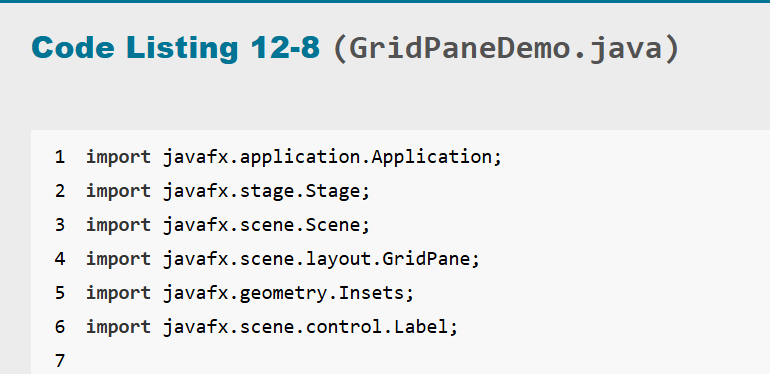 Code Listing 12-8 (GridPaneDemo.java)
1 import javafx.application.Application;
2 import javafx.stage.Stage;
3 import javafx.scene.Scene;
4 import javafx.scene.layout.GridPane;
5 import javafx.geometry.Insets;
6 import javafx.scene.control.Label;
7